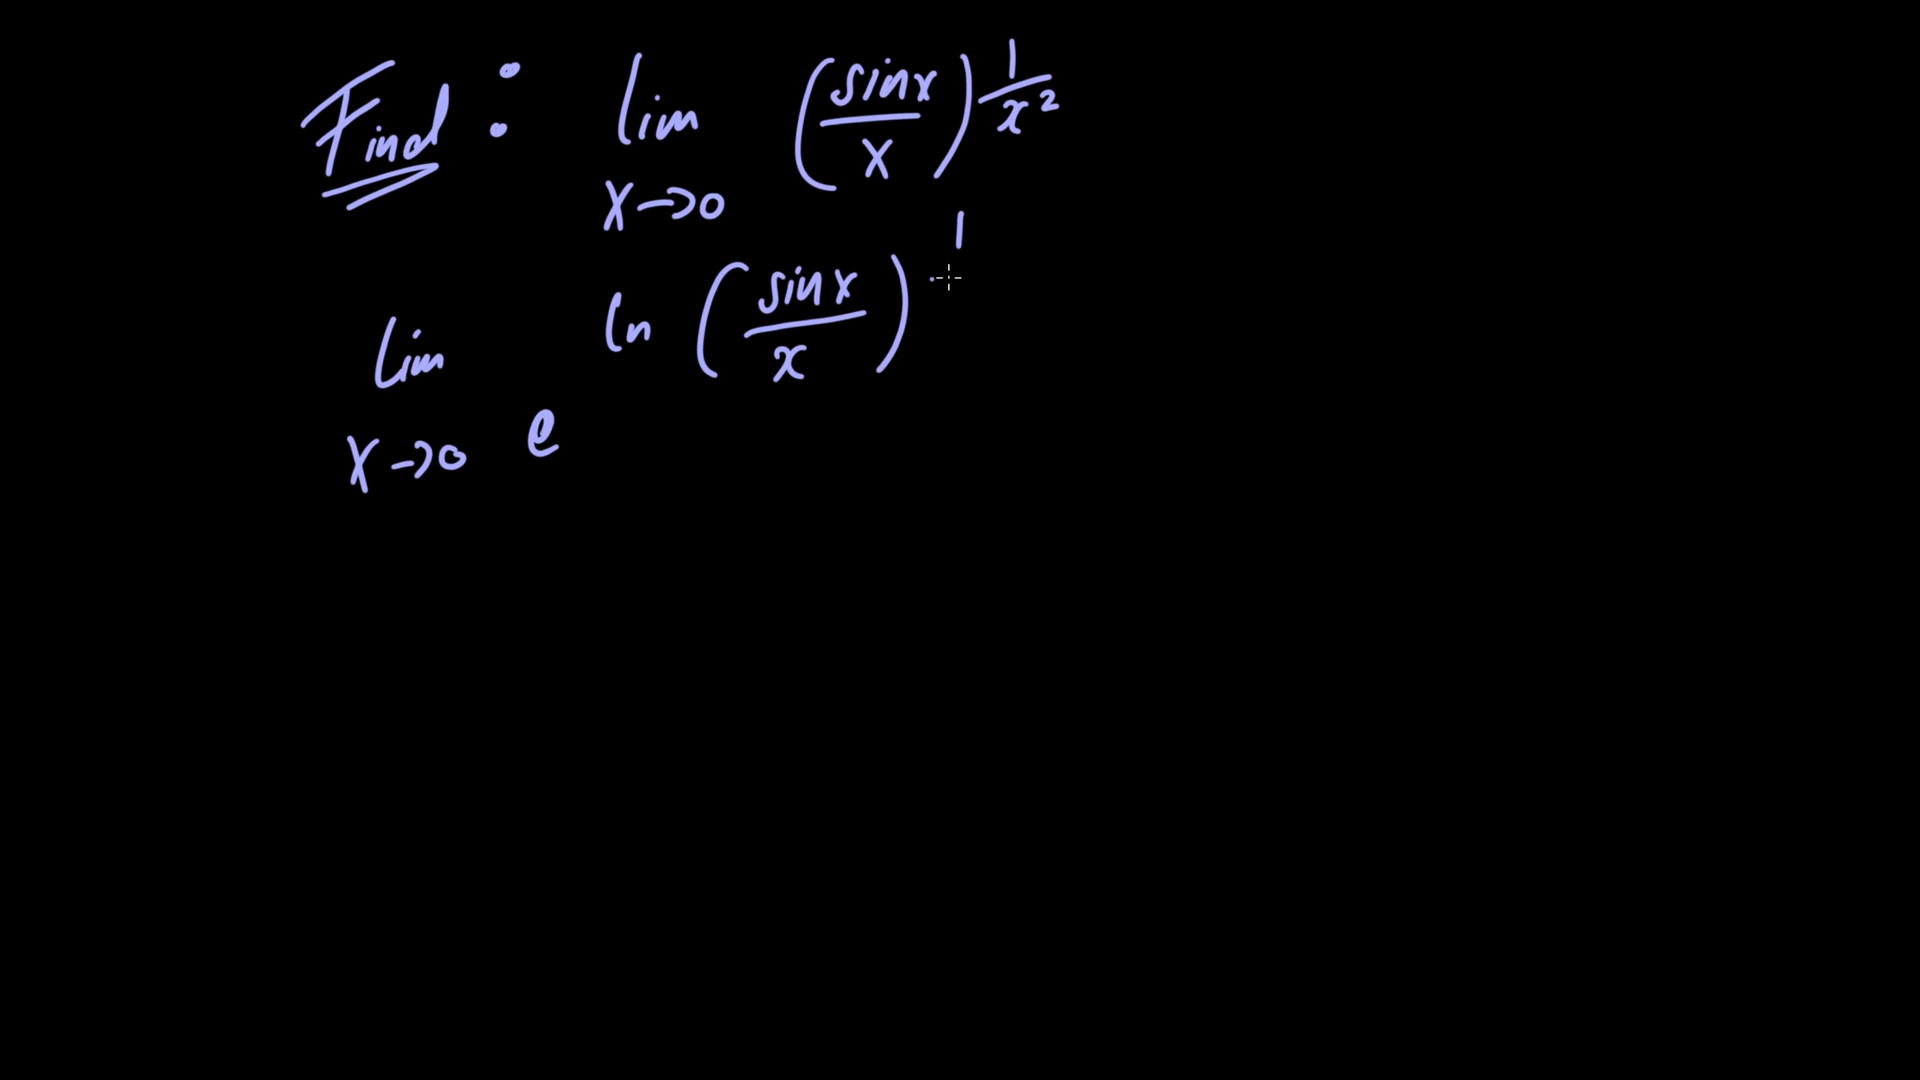 Find : lim x→0 (sinx/x)^(1/x²)
lim x→0 e^(ln (sinx/x)^1